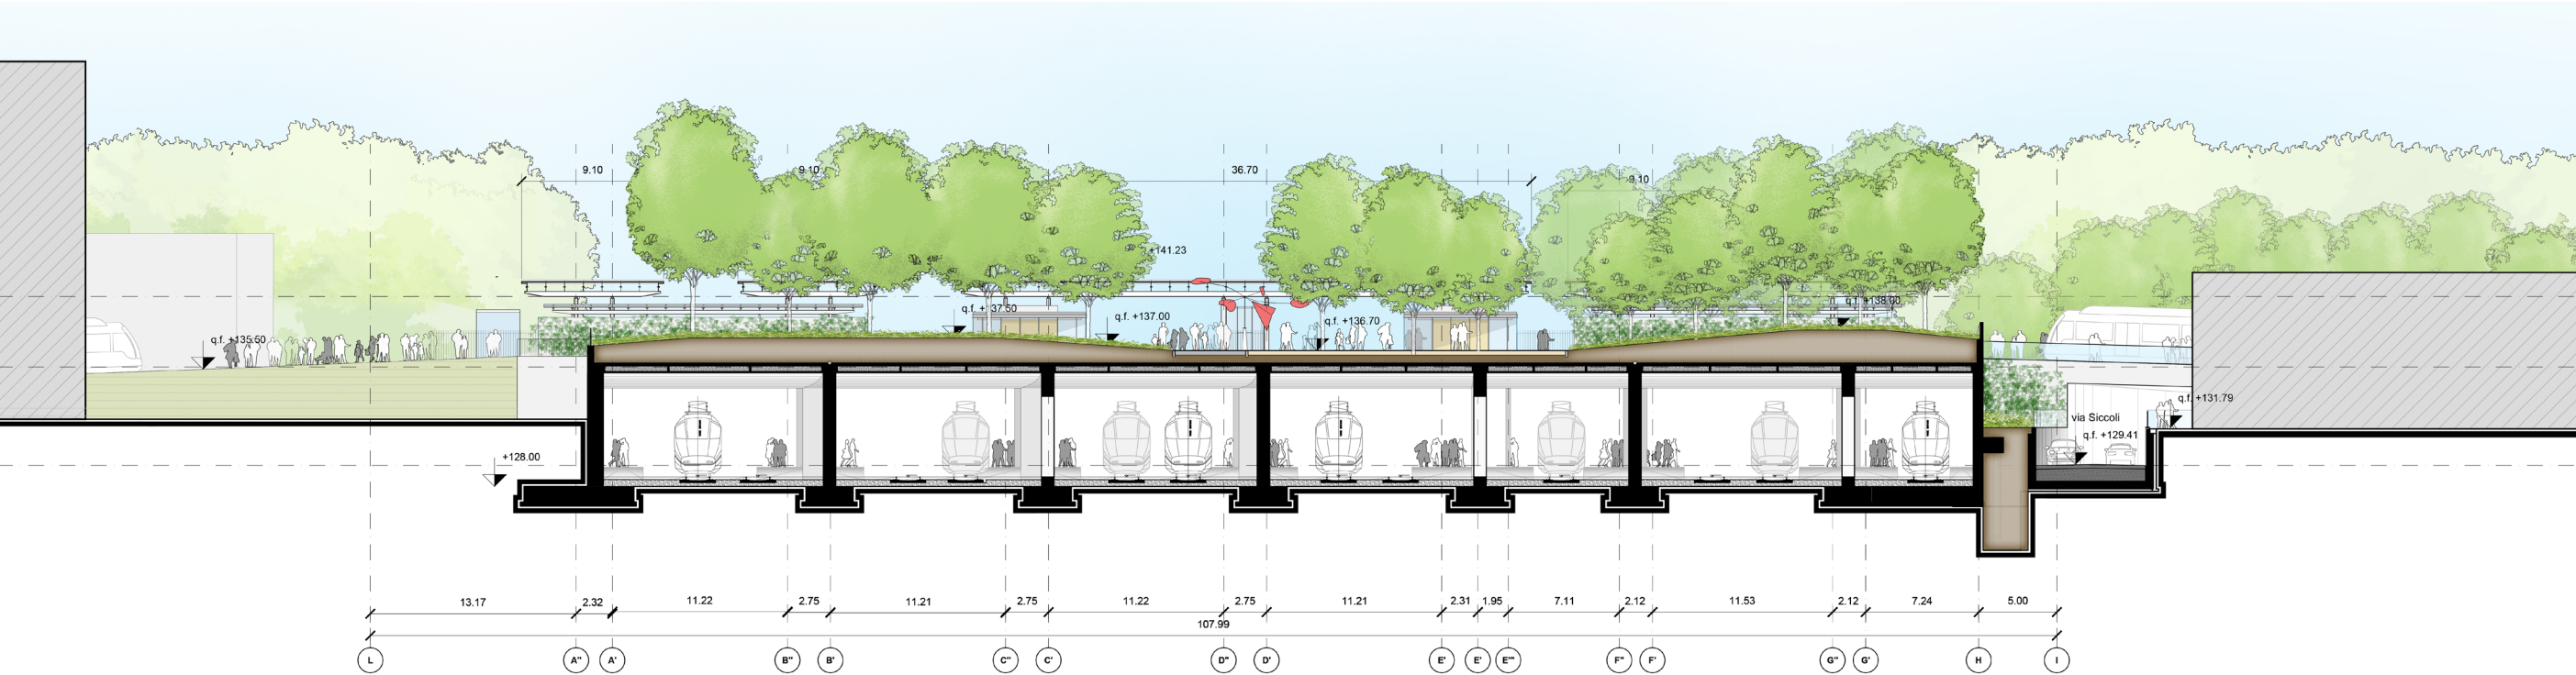 9.10
9.10
36.70
9.10
+141.23
q.f. +138.00
q.f. +137.50
q.f. +137.00
q.f. +136.70
q.f. +135.50
q.f. +131.79
via Siccoli
q.f. +129.41
+128.00
13.17 2.32 11.22 2.75 11.21 2.75 11.22 2.75 11.21 2.31 1.95 7.11 2.12 11.53 2.12 7.24 5.00
107.99
L A" A' B" B' C" C' D" D' E' E' E'" F" F' G" G' H I